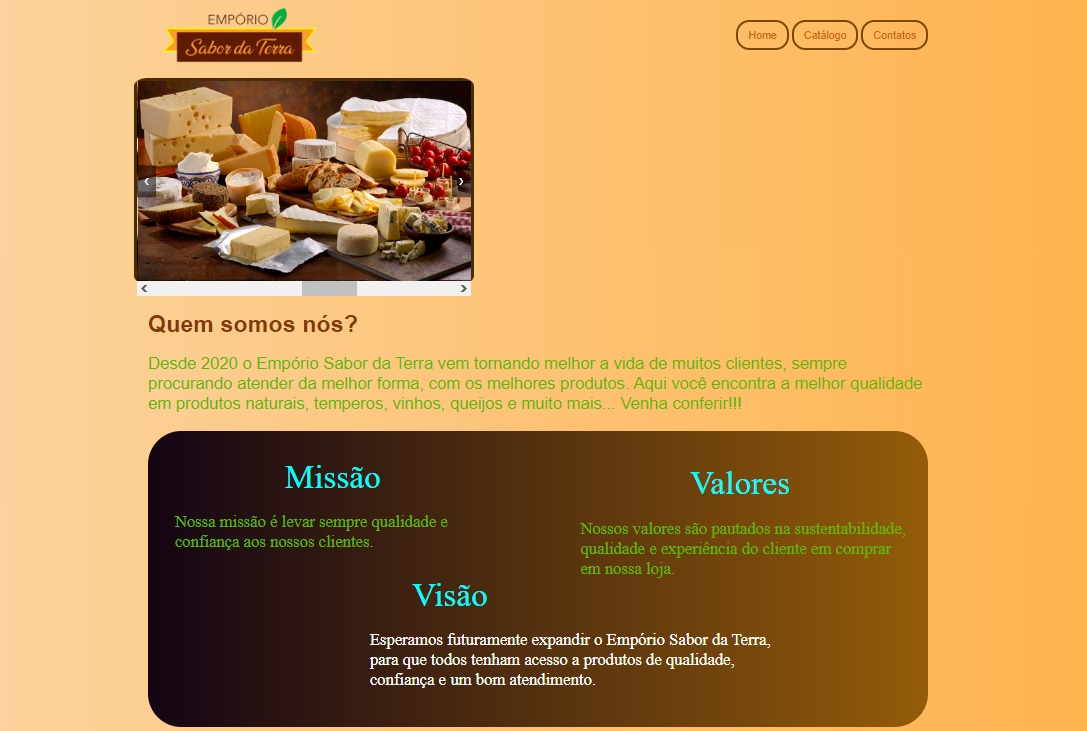 EMPÓRIO
Sabor da Terra
Home Catálogo Contatos
Quem somos nós?
Desde 2020 o Empório Sabor da Terra vem tornando melhor a vida de muitos clientes, sempre
procurando atender da melhor forma, com os melhores produtos. Aqui você encontra a melhor qualidade
em produtos naturais, temperos, vinhos, queijos e muito mais... Venha conferir!!!
Missão
Nossa missão é levar sempre qualidade e
confiança aos nossos clientes.
Valores
Nossos valores são pautados na sustentabilidade,
qualidade e experiência do cliente em comprar
em nossa loja.
Visão
Esperamos futuramente expandir o Empório Sabor da Terra,
para que todos tenham acesso a produtos de qualidade,
confiança e um bom atendimento.